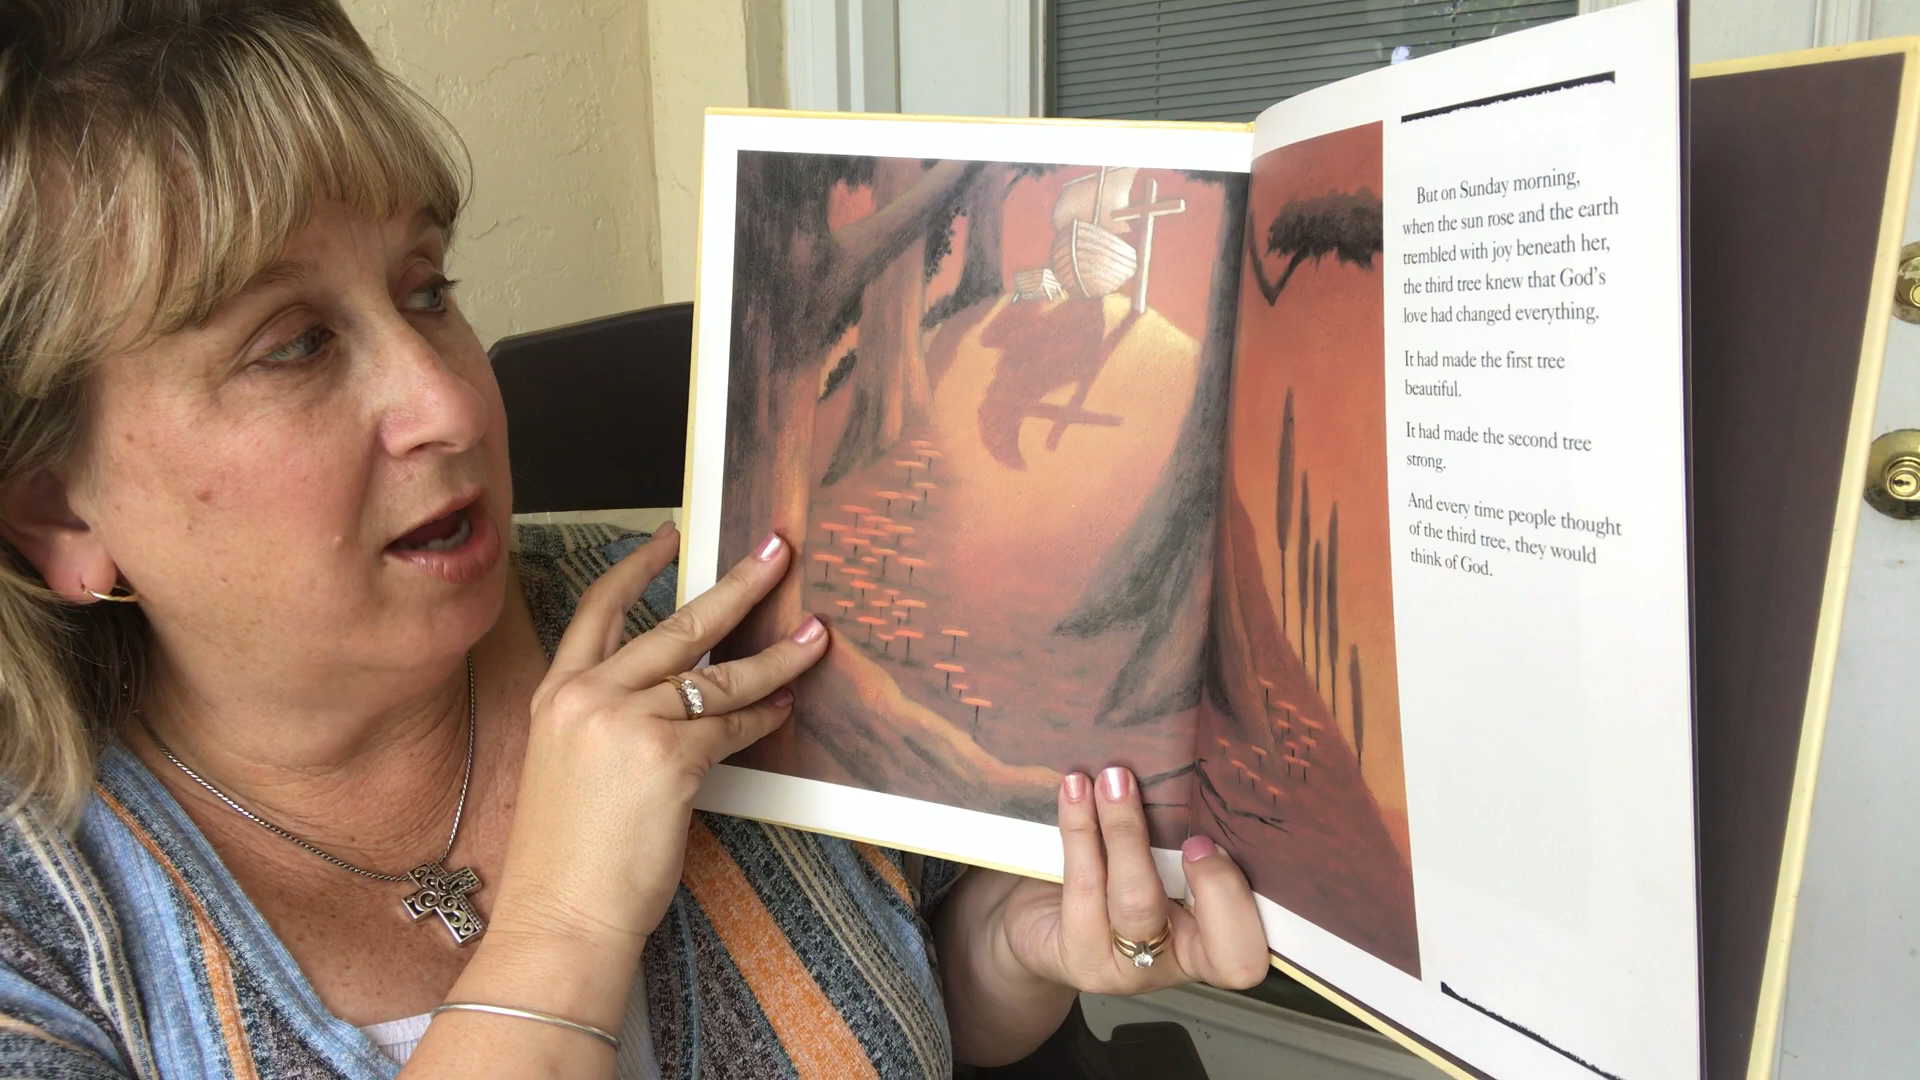 But on Sunday morning,
when the sun rose and the earth
trembled with joy beneath her,
the third tree knew that God's
love had changed everything.
It had made the first tree
beautiful.
It had made the second tree
strong.
And every time people thought
of the third tree, they would
think of God.